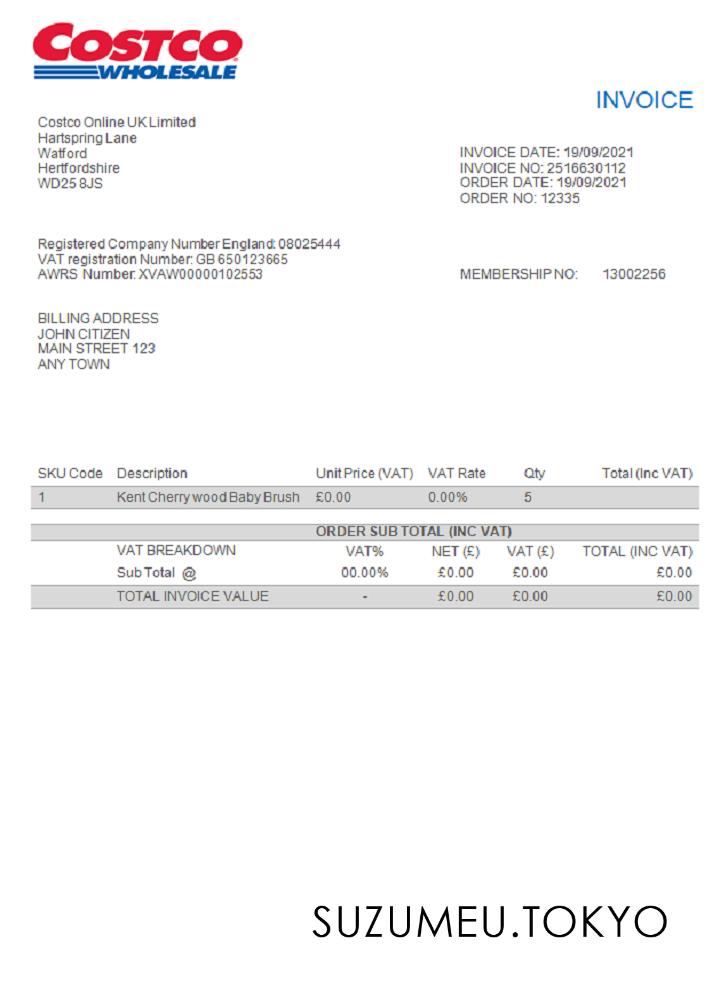 COSTCO
WHOLESALE
INVOICE
Costco Online UK Limited
Hartspring Lane
Watford
Hertfordshire
WD25 8JS
INVOICE DATE: 19/09/2021
INVOICE NO: 2516630112
ORDER DATE: 19/09/2021
ORDER NO: 12335
Registered Company Number England: 08025444
VAT registration Number: GB 650123665
AWRS Number: XVAW00000102553
MEMBERSHIP NO: 13002256
BILLING ADDRESS
JOHN CITIZEN
MAIN STREET 123
ANY TOWN
SKU Code Description Unit Price (VAT) VAT Rate Qty Total (Inc VAT)
1 Kent Cherry wood Baby Brush £0.00 0.00% 5
ORDER SUB TOTAL (INC VAT)
VAT BREAKDOWN VAT% NET (£) VAT (£) TOTAL (INC VAT)
Sub Total @ 00.00% £0.00 £0.00 £0.00
TOTAL INVOICE VALUE - £0.00 £0.00 £0.00
SUZUMEU.TOKYO